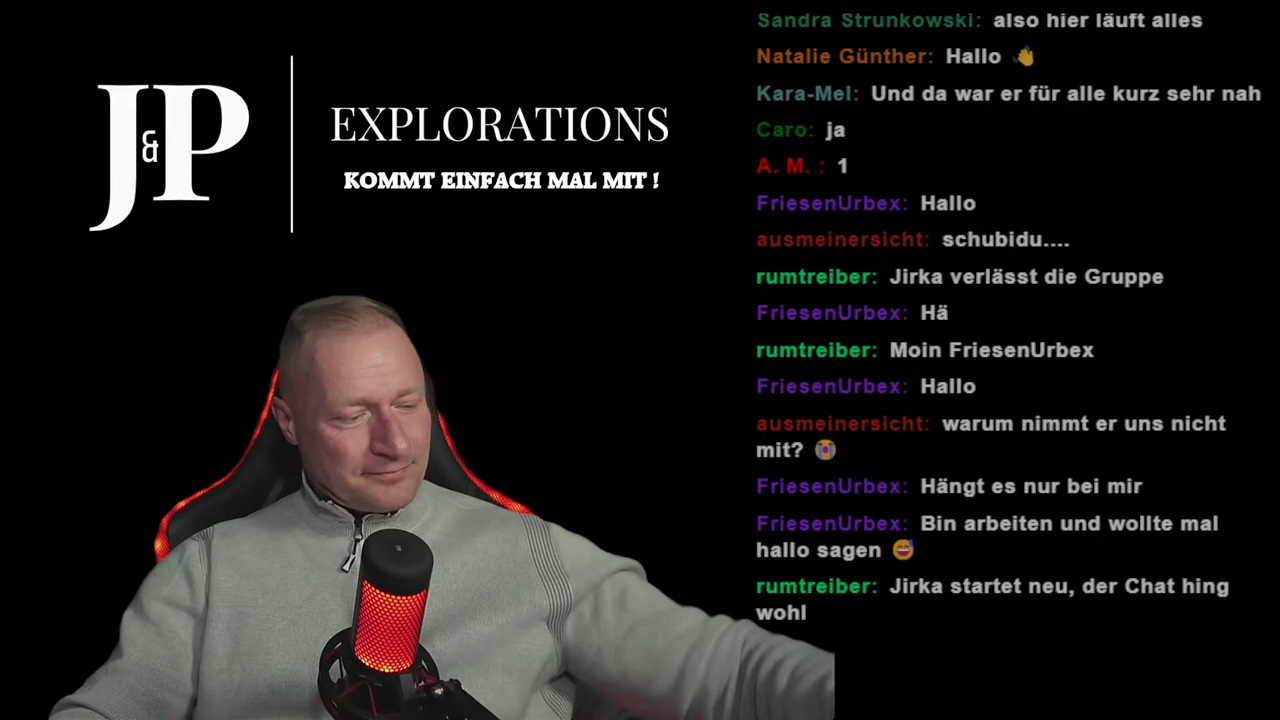 J&P
EXPLORATIONS
KOMMT EINFACH MAL MIT !
Sandra Strunkowski: also hier läuft alles
Natalie Günther: Hallo 👋
Kara-Mel: Und da war er für alle kurz sehr nah
Caro: ja
A. M. : 1
FriesenUrbex: Hallo
ausmeinersicht: schubidu....
rumtreiber: Jirka verlässt die Gruppe
FriesenUrbex: Hä
rumtreiber: Moin FriesenUrbex
FriesenUrbex: Hallo
ausmeinersicht: warum nimmt er uns nicht
mit? 😭
FriesenUrbex: Hängt es nur bei mir
FriesenUrbex: Bin arbeiten und wollte mal
hallo sagen 😅
rumtreiber: Jirka startet neu, der Chat hing
wohl